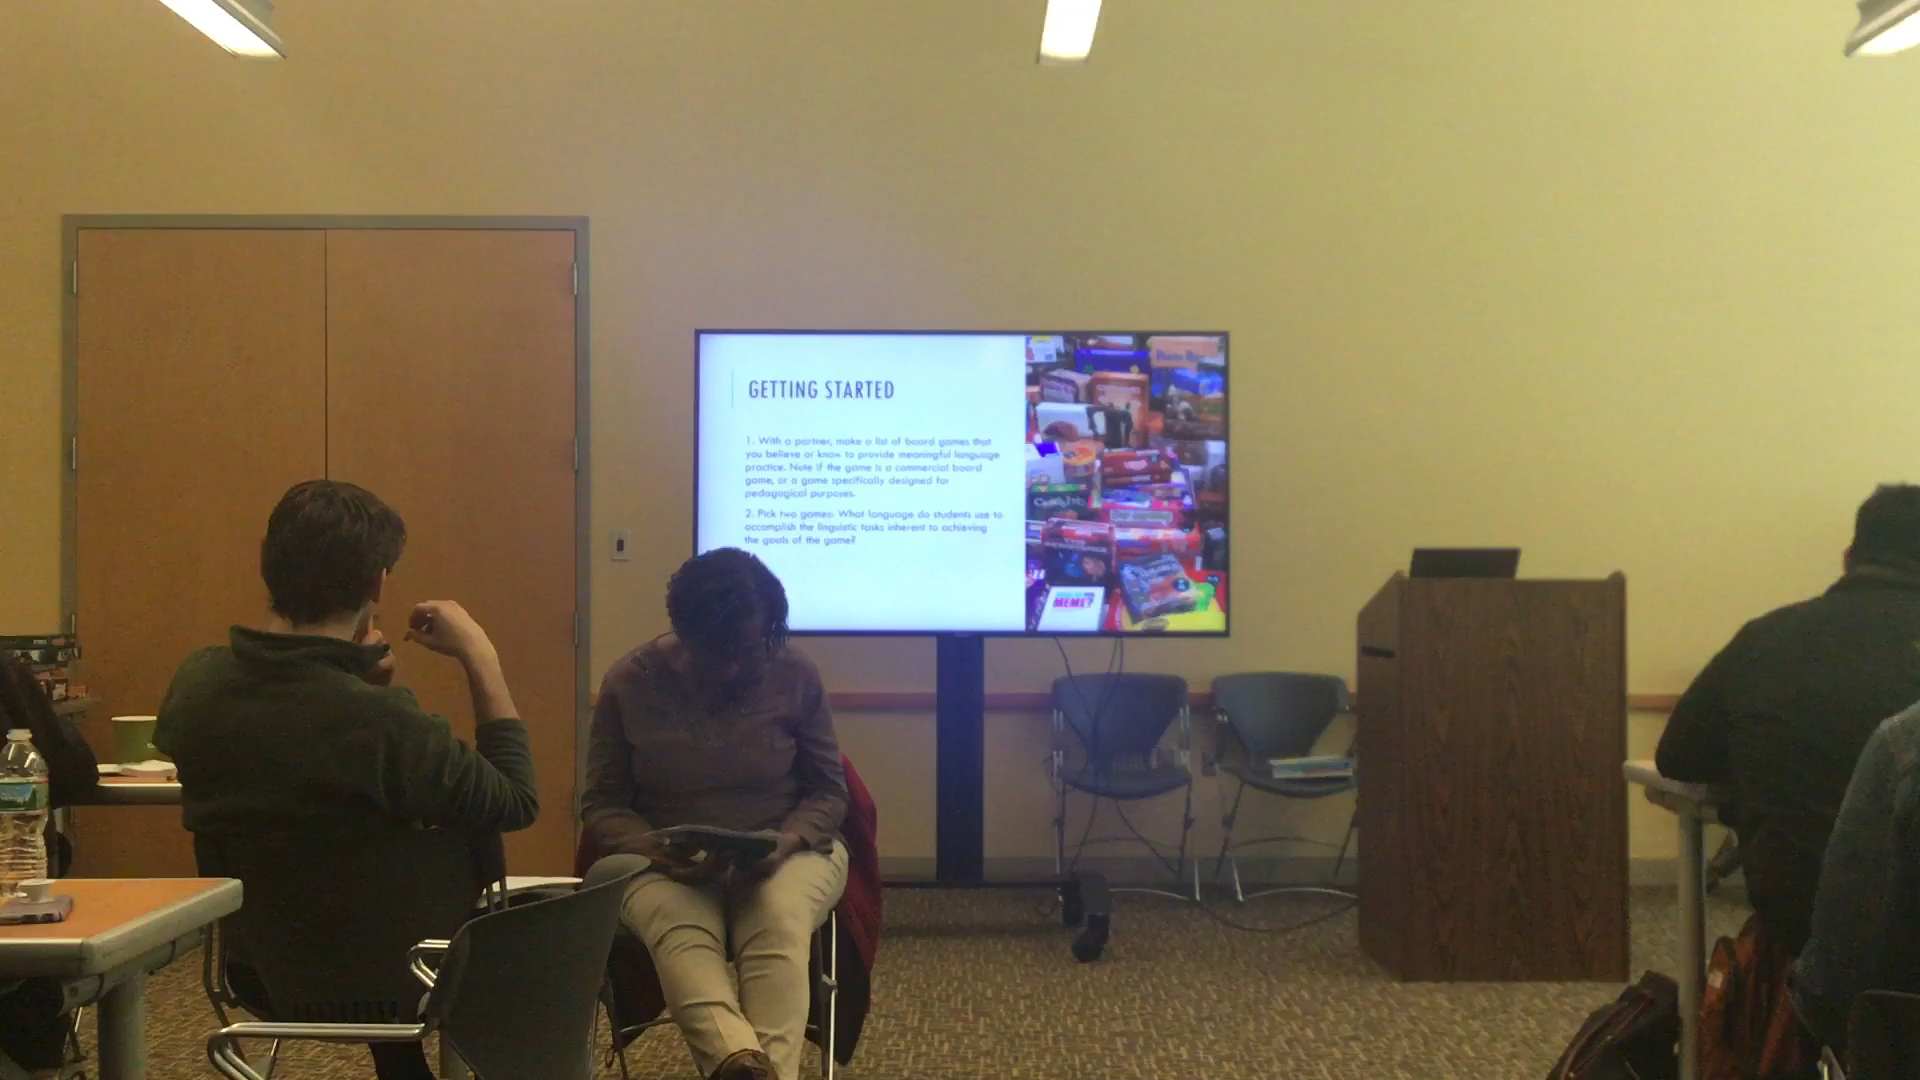 GETTING STARTED
1. With a partner, make a list of board games that
you believe or know to provide meaningful language
practice. Note if the game is a commercial board
game, or a game specifically designed for
pedagogical purposes.
2. Pick two games: What language do students use to
accomplish the linguistic tasks inherent to achieving
the goals of the game?
MEME?